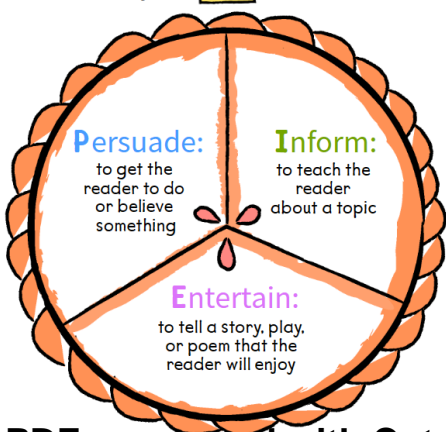 Persuade:
to get the
reader to do
or believe
something
Inform:
to teach the
reader
about a topic
Entertain:
to tell a story, play,
or poem that the
reader will enjoy